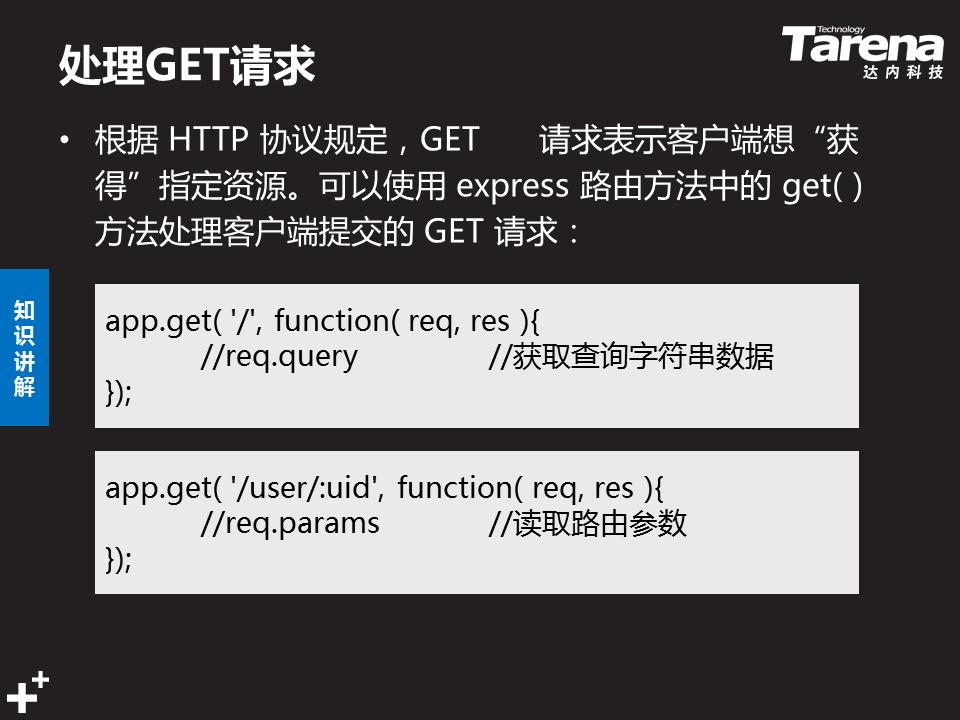 处理GET请求
Technology
Tarena
达内科技
• 根据 HTTP 协议规定，GET 请求表示客户端想“获
得”指定资源。可以使用 express 路由方法中的 get( )
方法处理客户端提交的 GET 请求：
知
识
讲
解
app.get( '/', function( req, res ){
//req.query //获取查询字符串数据
});
app.get( '/user/:uid', function( req, res ){
//req.params //读取路由参数
});